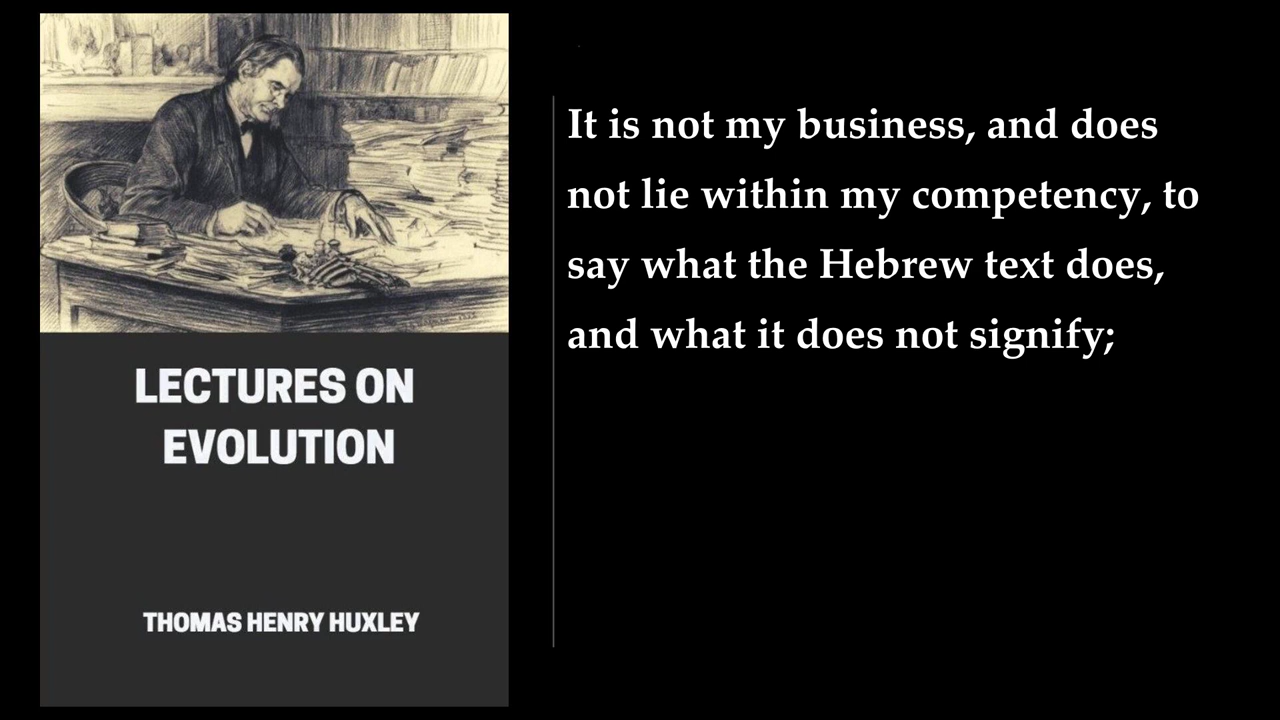 LECTURES ON
EVOLUTION
THOMAS HENRY HUXLEY
It is not my business, and does
not lie within my competency, to
say what the Hebrew text does,
and what it does not signify;